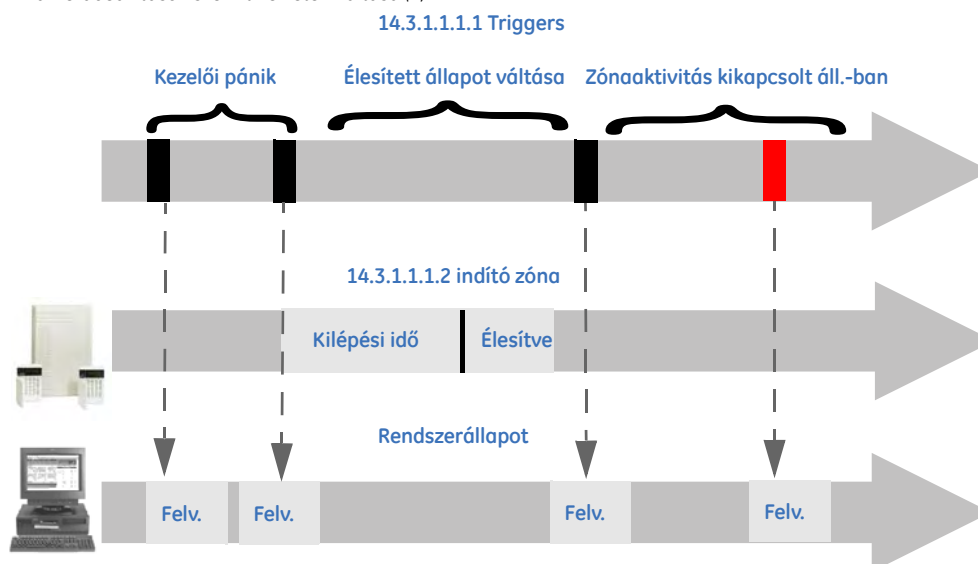 14.3.1.1.1.1 Triggers
Kezelői pánik
Élesített állapot váltása
Zónaaktivitás kikapcsolt áll.-ban
14.3.1.1.1.2 indító zóna
Kilépési idő
Élesítve
Rendszerállapot
Felv.
Felv.
Felv.
Felv.